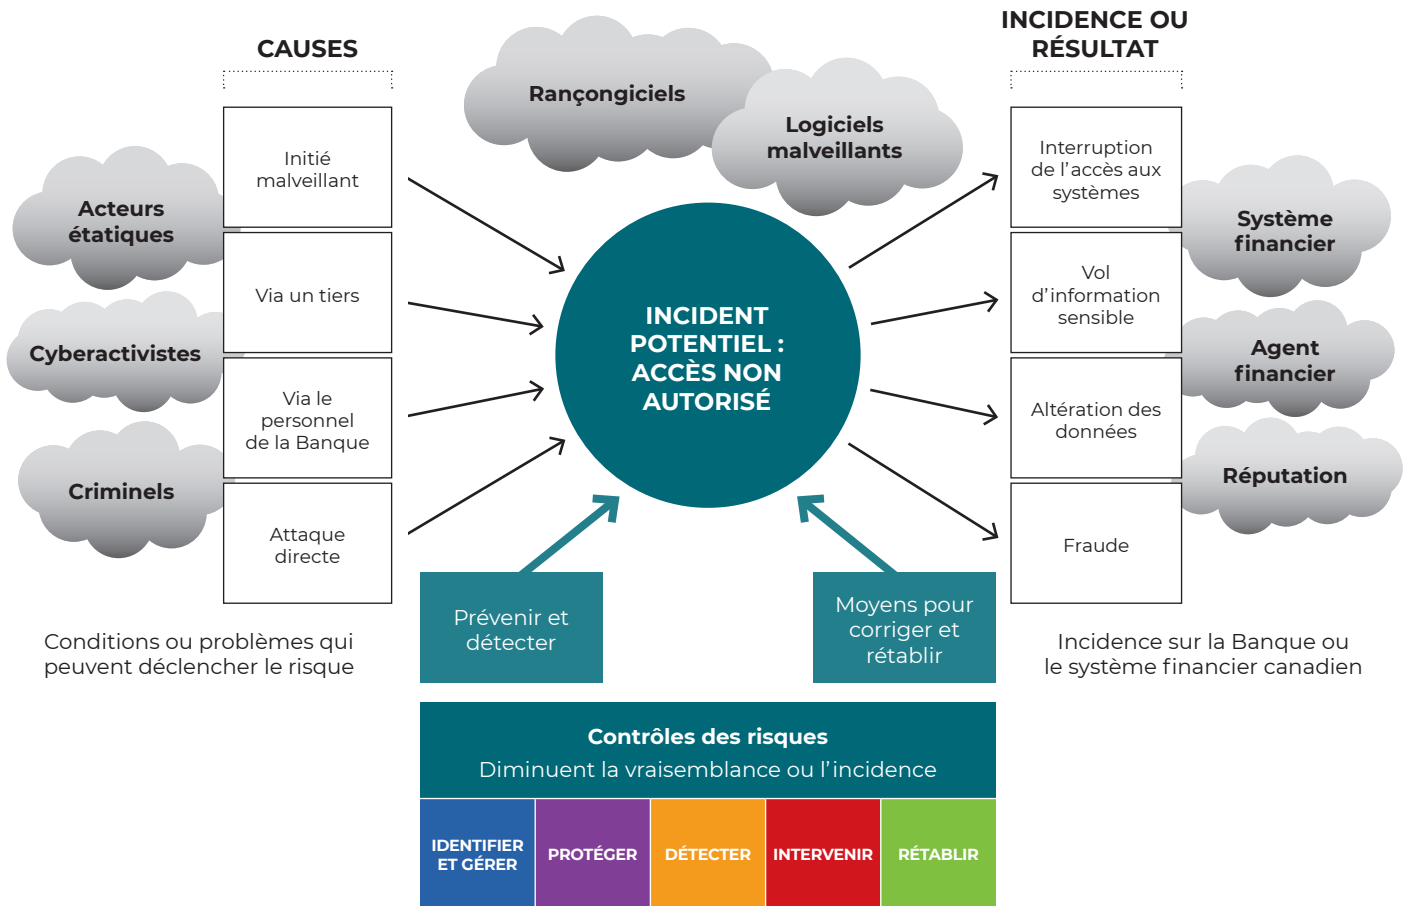 CAUSES
Initié
malveillant
Via un tiers
Via le
personnel
de la Banque
Attaque
directe
Acteurs
étatiques
Cyberactivistes
Criminels
Conditions ou problèmes qui
peuvent déclencher le risque
Rançongiciels
Logiciels
malveillants
INCIDENT
POTENTIEL :
ACCÈS NON
AUTORISÉ
Prévenir et
détecter
Moyens pour
corriger et
rétablir
INCIDENCE OU
RÉSULTAT
Interruption
de l’accès aux
systèmes
Vol
d’information
sensible
Altération des
données
Fraude
Système
financier
Agent
financier
Réputation
Incidence sur la Banque ou
le système financier canadien
Contrôles des risques
Diminuent la vraisemblance ou l’incidence
IDENTIFIER
ET GÉRER
PROTÉGER
DÉTECTER
INTERVENIR
RÉTABLIR